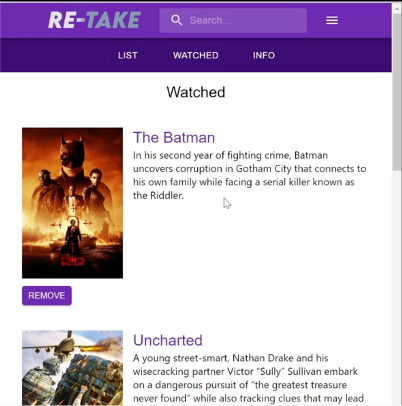 RE-TAKE
Search…
LIST WATCHED INFO
Watched
The Batman
In his second year of fighting crime, Batman
uncovers corruption in Gotham City that connects to
his own family while facing a serial killer known as
the Riddler.
REMOVE
Uncharted
A young street-smart, Nathan Drake and his
wisecracking partner Victor “Sully” Sullivan embark
on a dangerous pursuit of “the greatest treasure
never found” while also tracking clues that may lead